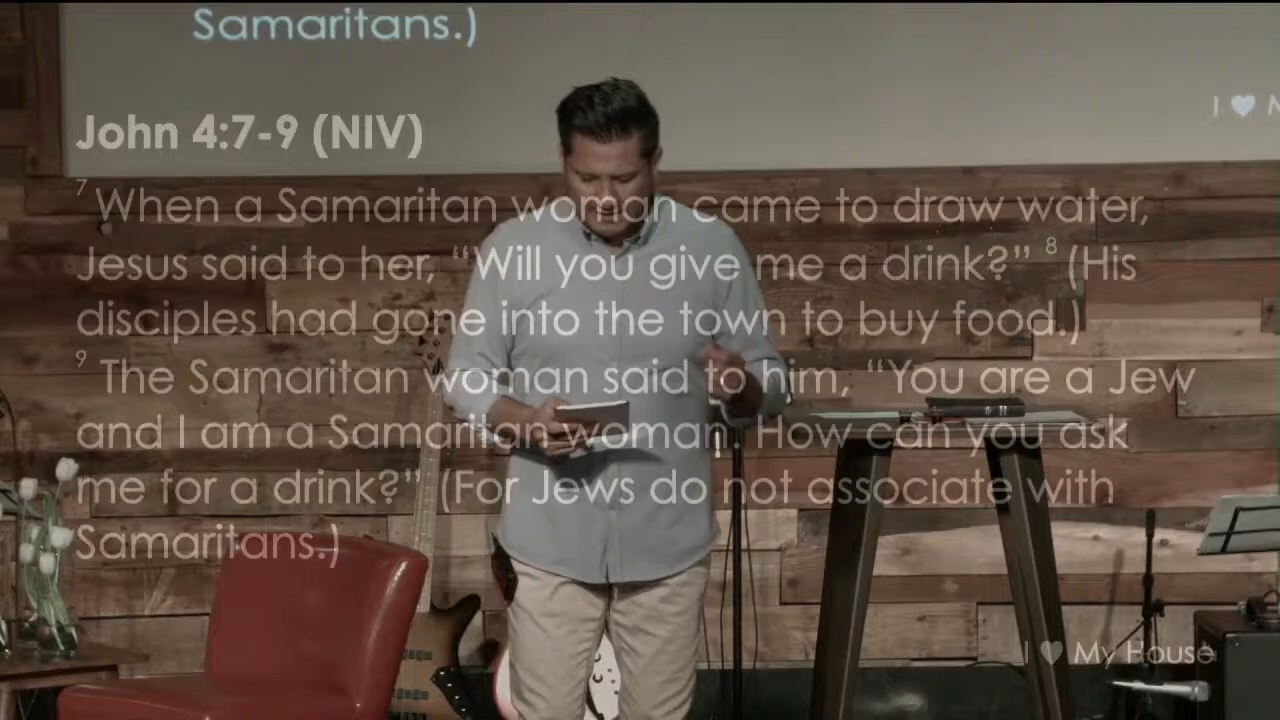 Samaritans.)
I ♥ M
John 4:7-9 (NIV)
⁷ When a Samaritan woman came to draw water,
Jesus said to her, “Will you give me a drink?” ⁸ (His
disciples had gone into the town to buy food.)
⁹ The Samaritan woman said to him, “You are a Jew
and I am a Samaritan woman. How can you ask
me for a drink?” (For Jews do not associate with
Samaritans.)
I ♥ My House